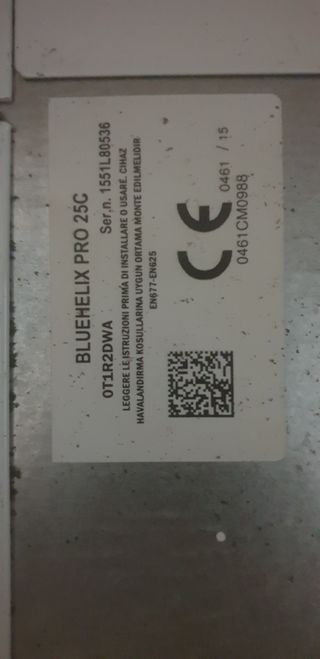 BLUEHELIX PRO 25C
0T1R2DWA Ser.n. 1551L80536
LEGGERE LE ISTRUZIONI PRIMA DI INSTALLARE O USARE. CIHAZ
HAVALANDIRMA KOSULLARINA UYGUN ORTAMA MONTE EDILMELIDIR
EN677-EN625
CE 0461 / 15
0461CM0988